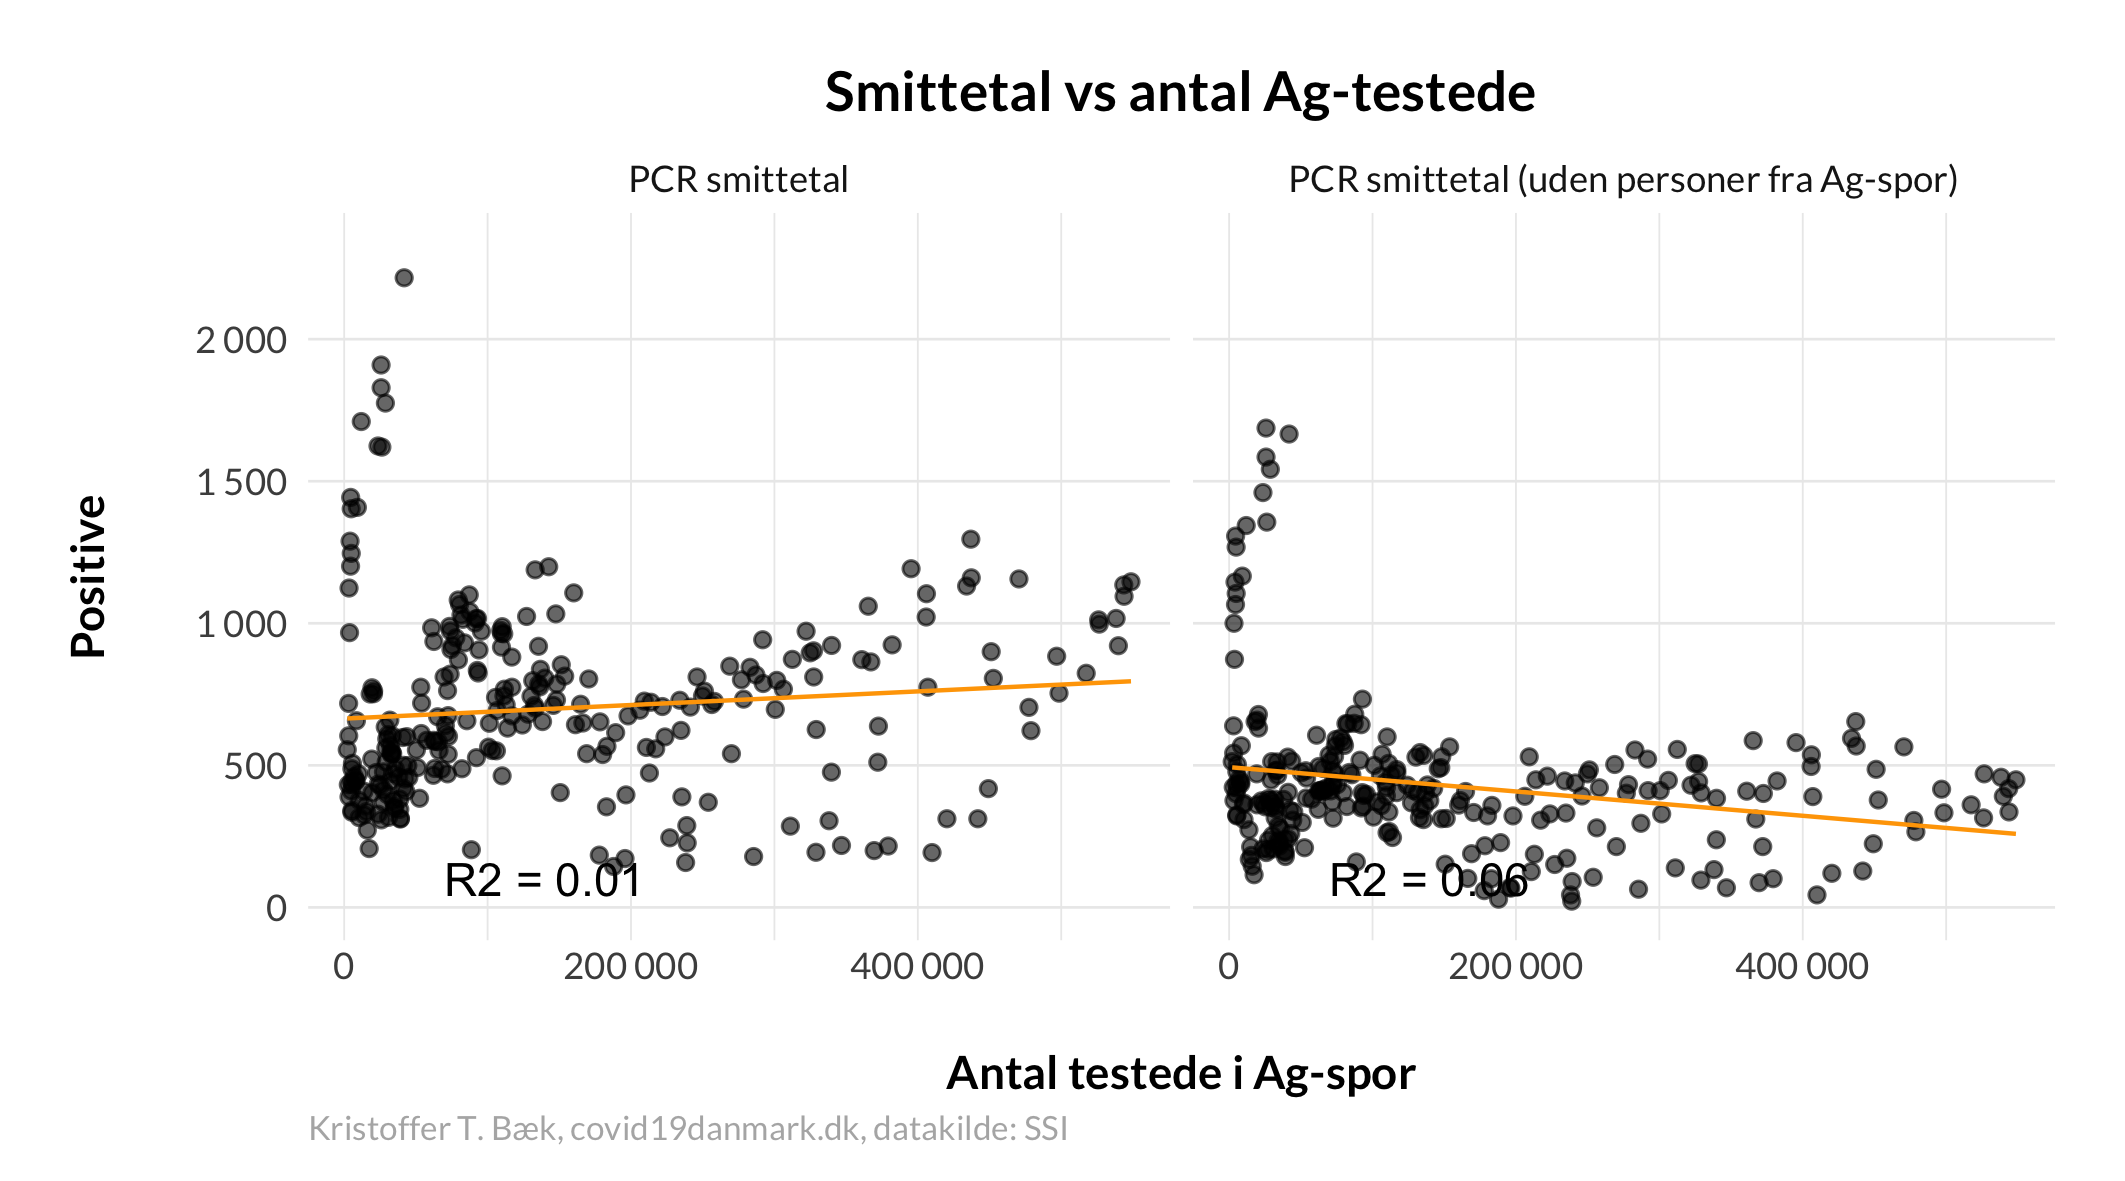 Smittetal vs antal Ag-testede
PCR smittetal
PCR smittetal (uden personer fra Ag-spor)
Positive
2 000
1 500
1 000
500
0
R2 = 0.01
R2 = 0.06
0
200 000
400 000
0
200 000
400 000
Antal testede i Ag-spor
Kristoffer T. Bæk, covid19danmark.dk, datakilde: SSI